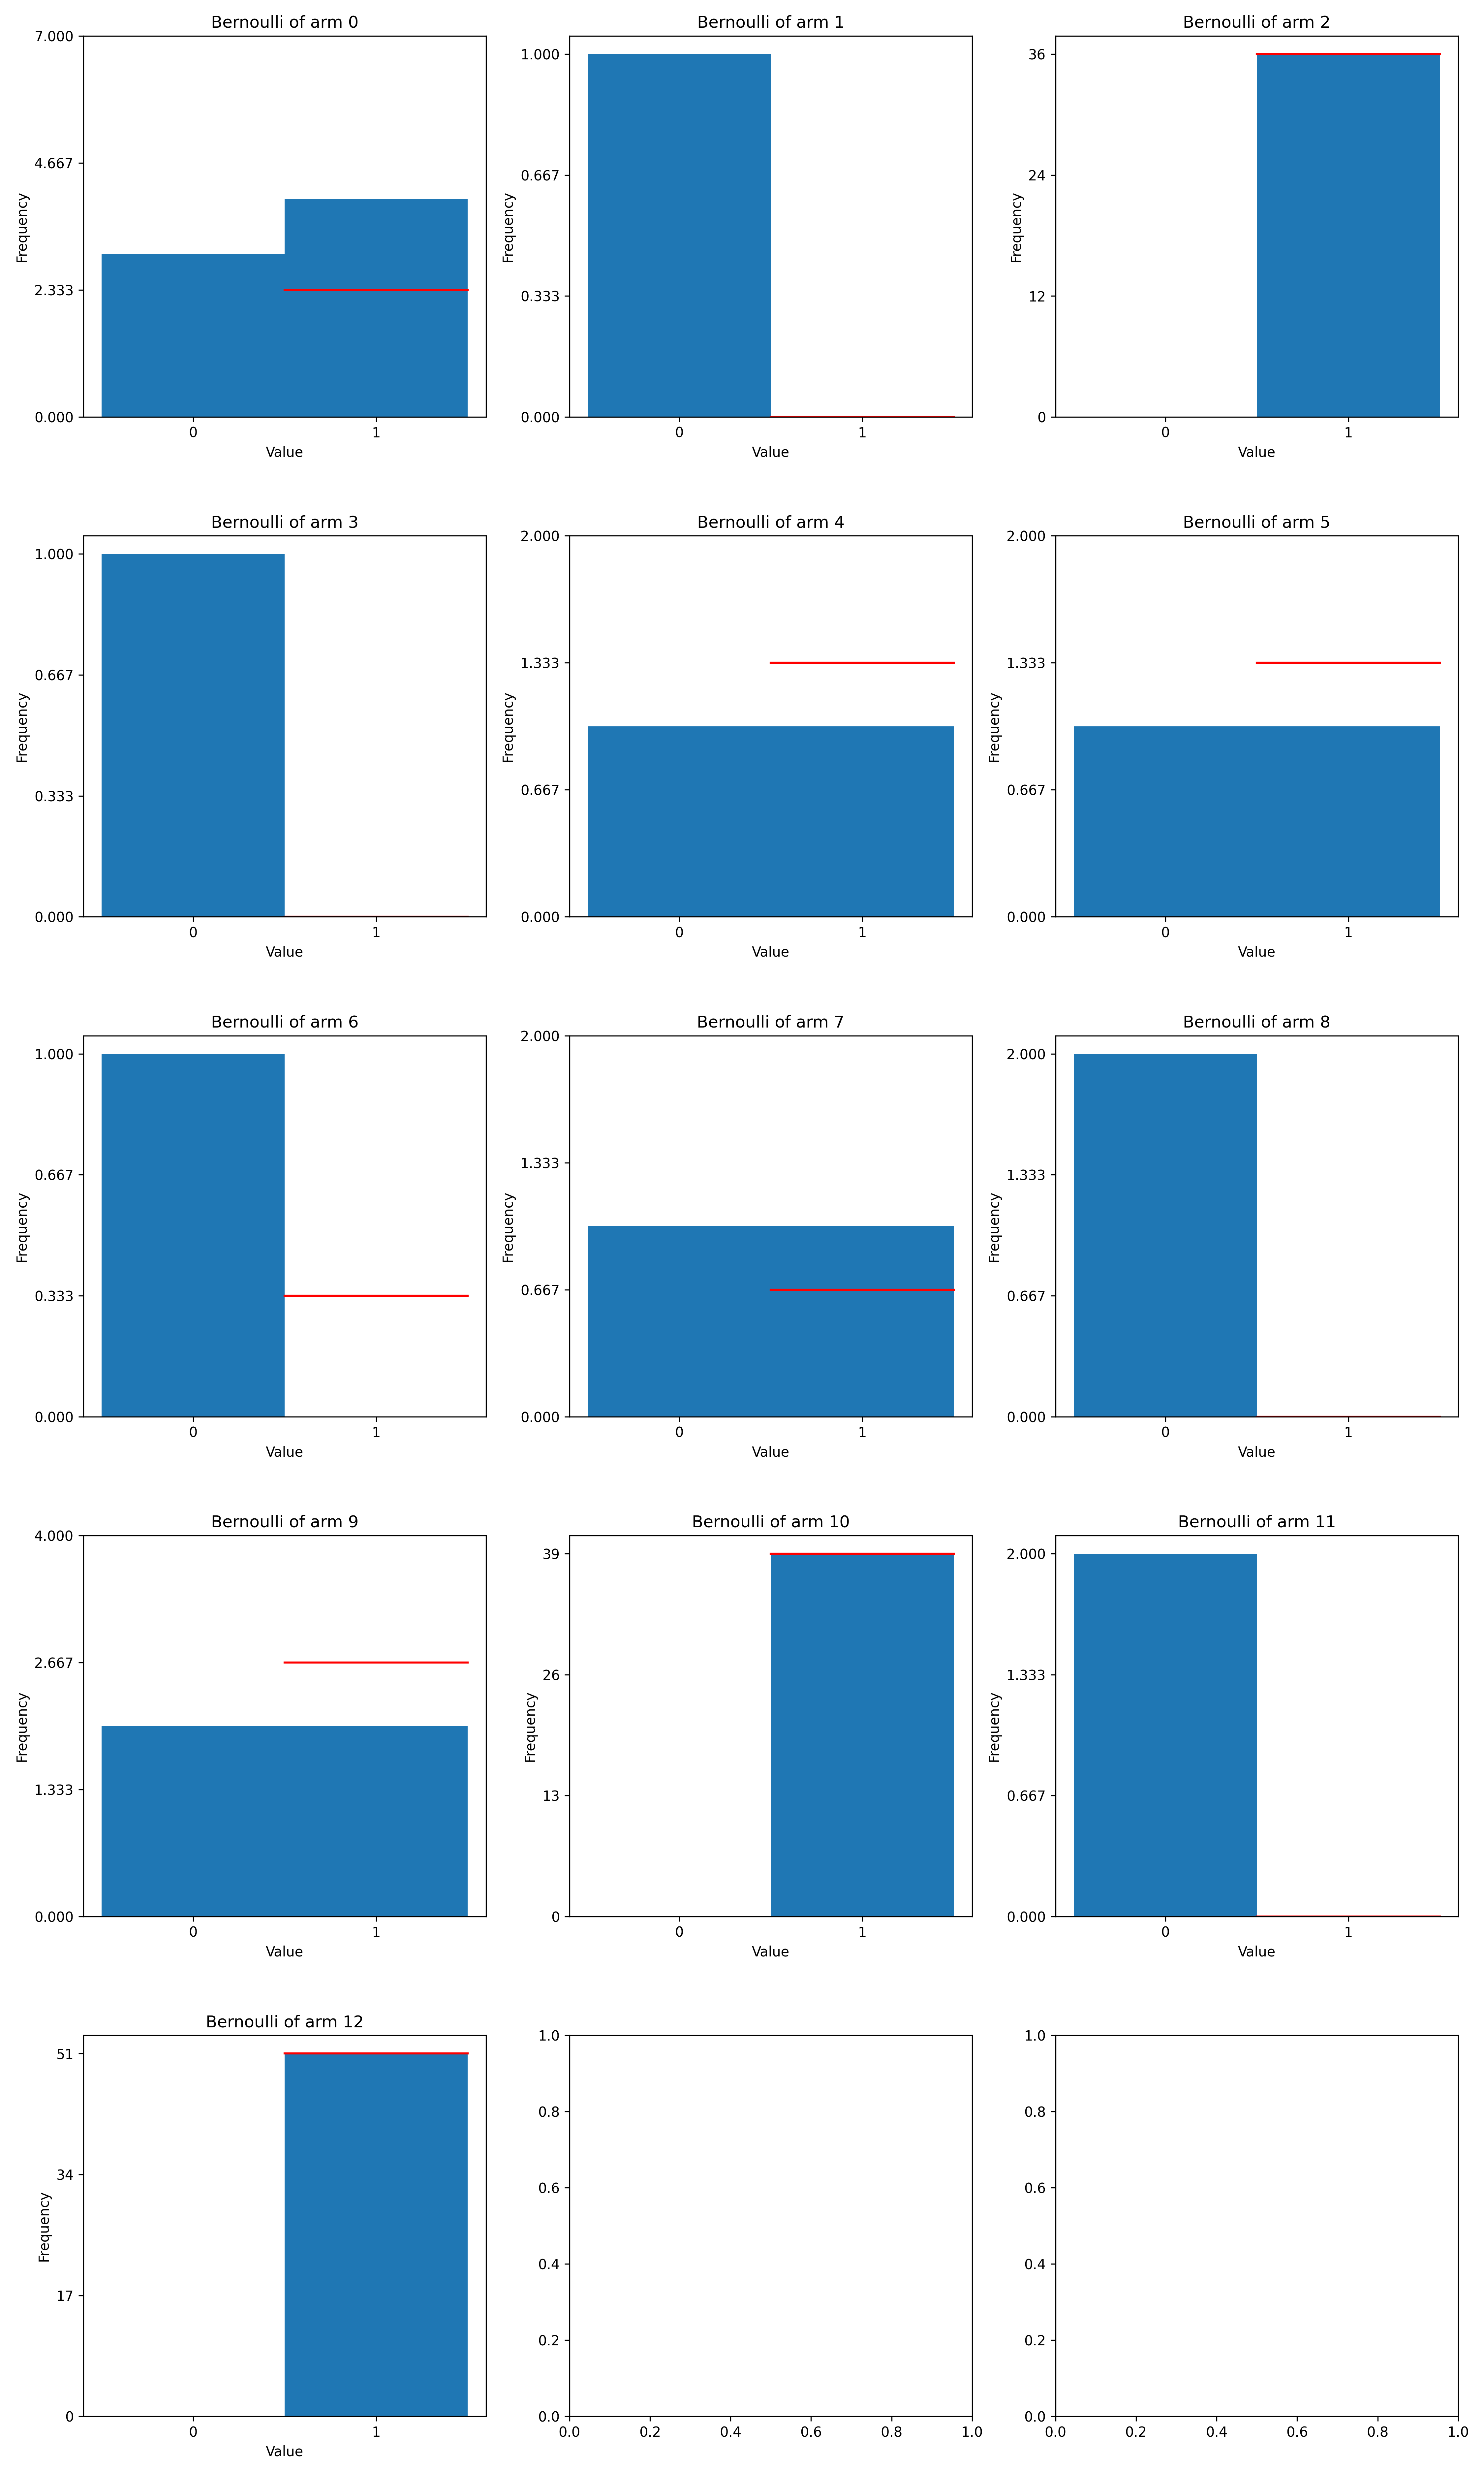 Bernoulli of arm 0
7.000
4.667
2.333
0.000
Frequency
0 1
Value
Bernoulli of arm 1
1.000
0.667
0.333
0.000
Frequency
0 1
Value
Bernoulli of arm 2
36
24
12
0
Frequency
0 1
Value
Bernoulli of arm 3
1.000
0.667
0.333
0.000
Frequency
0 1
Value
Bernoulli of arm 4
2.000
1.333
0.667
0.000
Frequency
0 1
Value
Bernoulli of arm 5
2.000
1.333
0.667
0.000
Frequency
0 1
Value
Bernoulli of arm 6
1.000
0.667
0.333
0.000
Frequency
0 1
Value
Bernoulli of arm 7
2.000
1.333
0.667
0.000
Frequency
0 1
Value
Bernoulli of arm 8
2.000
1.333
0.667
0.000
Frequency
0 1
Value
Bernoulli of arm 9
4.000
2.667
1.333
0.000
Frequency
0 1
Value
Bernoulli of arm 10
39
26
13
0
Frequency
0 1
Value
Bernoulli of arm 11
2.000
1.333
0.667
0.000
Frequency
0 1
Value
Bernoulli of arm 12
51
34
17
0
Frequency
0 1
Value
1.0
0.8
0.6
0.4
0.2
0.0
0.0 0.2 0.4 0.6 0.8 1.0
1.0
0.8
0.6
0.4
0.2
0.0
0.0 0.2 0.4 0.6 0.8 1.0